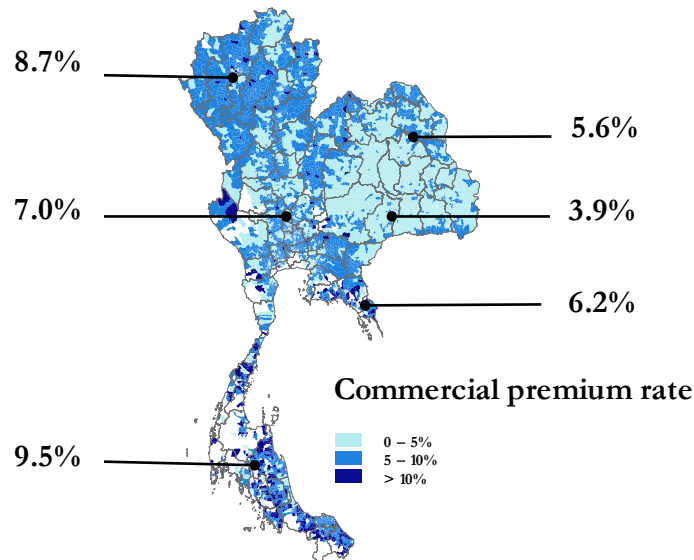 8.7%
5.6%
7.0%
3.9%
6.2%
Commercial premium rate
0 – 5%
5 – 10%
> 10%
9.5%